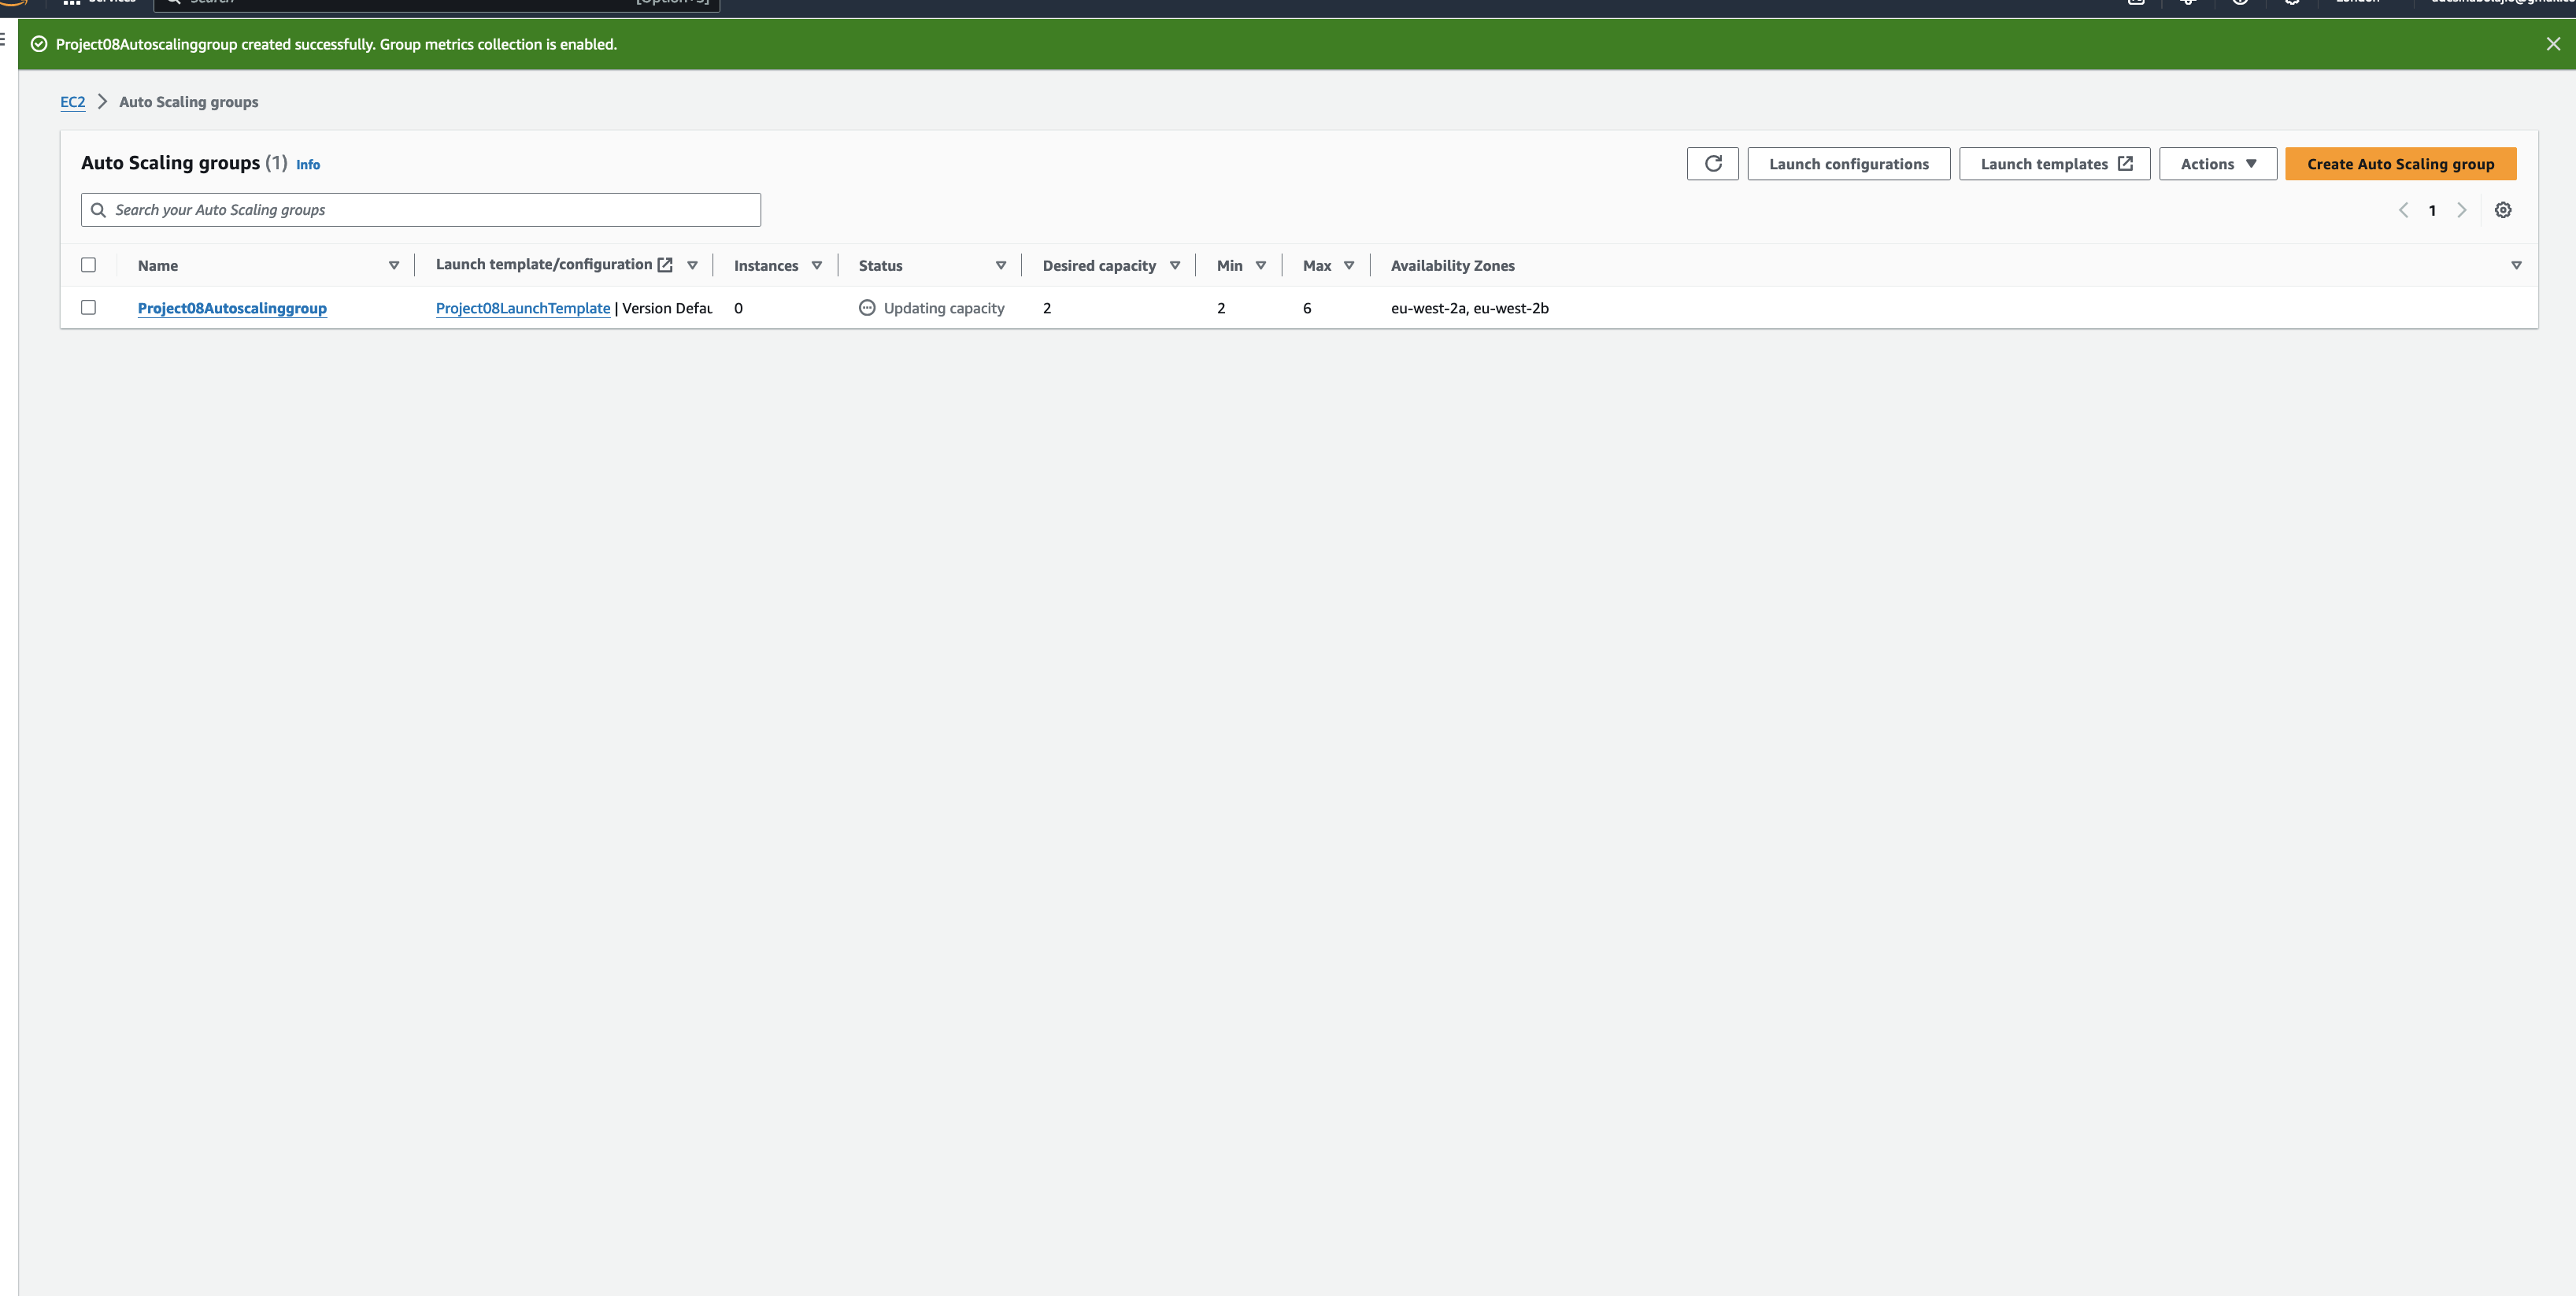 Project08Autoscalinggroup created successfully. Group metrics collection is enabled.
EC2 Auto Scaling groups
Auto Scaling groups (1) Info
Launch configurations Launch templates Actions Create Auto Scaling group
Search your Auto Scaling groups
1
Name Launch template/configuration Instances Status Desired capacity Min Max Availability Zones
Project08Autoscalinggroup Project08LaunchTemplate | Version Defau 0 Updating capacity 2 2 6 eu-west-2a, eu-west-2b